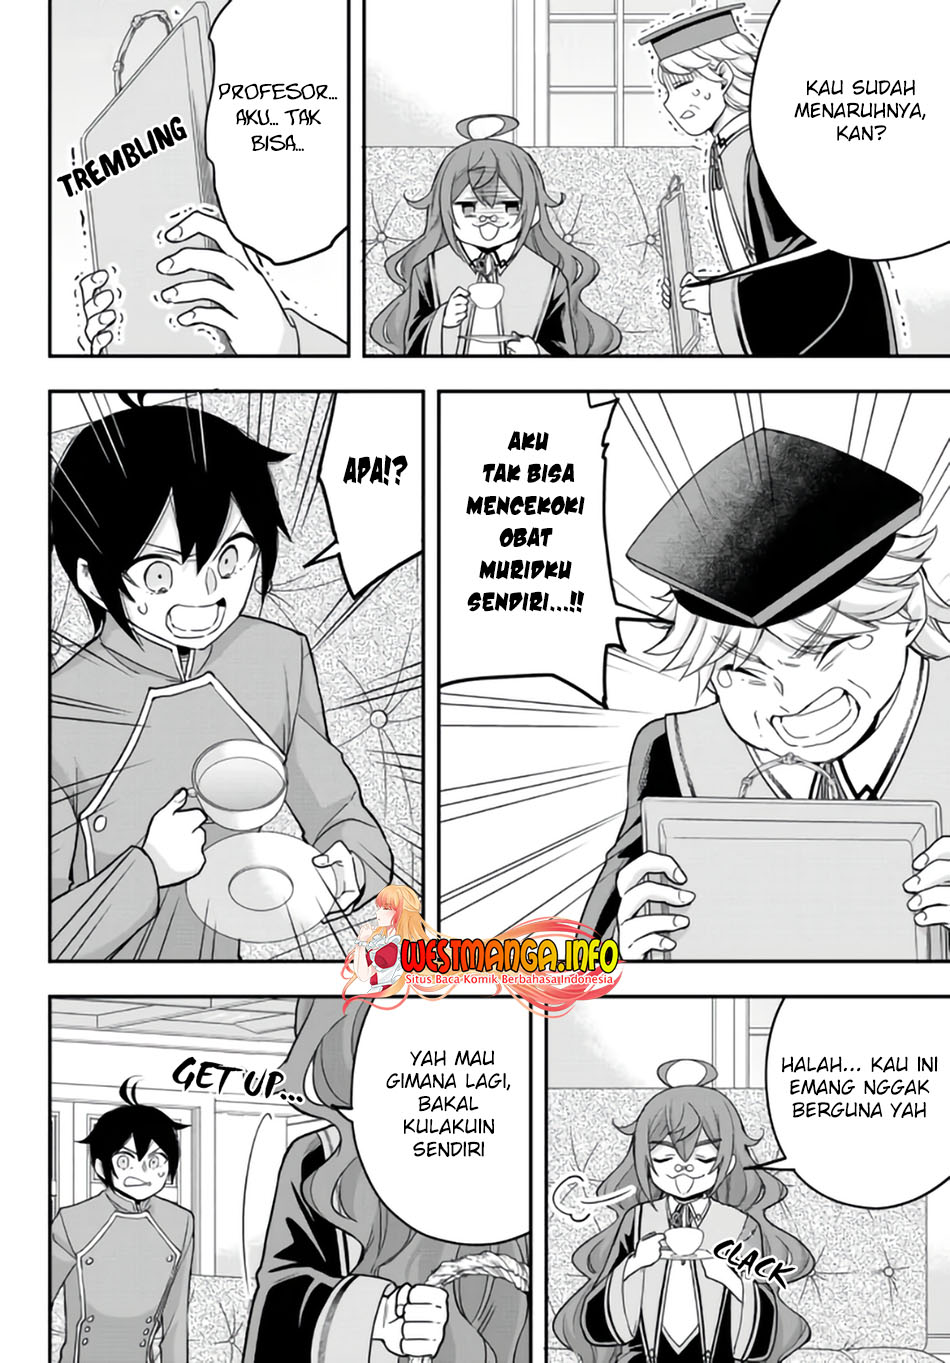 KAU SUDAH
MENARUHNYA,
KAN?
PROFESOR...
AKU... TAK
BISA...
TREMBLING
AKU
TAK BISA
MENCEKOKI
OBAT
MURIDKU
SENDIRI...!!
APA!?
WESTMANGA.INFO
Situs Baca Komik Berbahasa Indonesia
HALAH... KAU INI
EMANG NGGAK
BERGUNA YAH
CLACK
YAH MAU
GIMANA LAGI,
BAKAL
KULAKUIN
SENDIRI
GET UP...